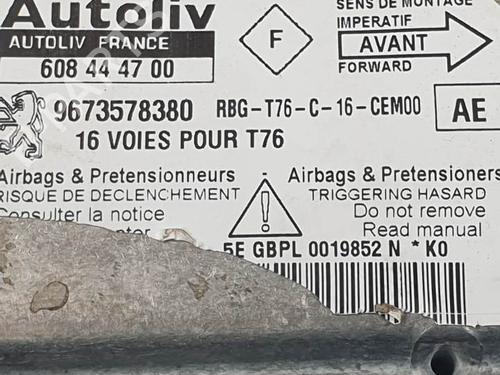 Autoliv
AUTOLIV FRANCE
608 44 47 00
F
SENS DE MONTAGE
IMPERATIF
AVANT
FORWARD
9673578380
RBG-T76-C-16-CEM00
AE
16 VOIES POUR T76
Airbags & Pretensionneurs
RISQUE DE DECLENCHEMENT
Consulter la notice
Airbags & Pretensioners
TRIGGERING HASARD
Do not remove
Read manual
5E GBPL 0019852 N * K0